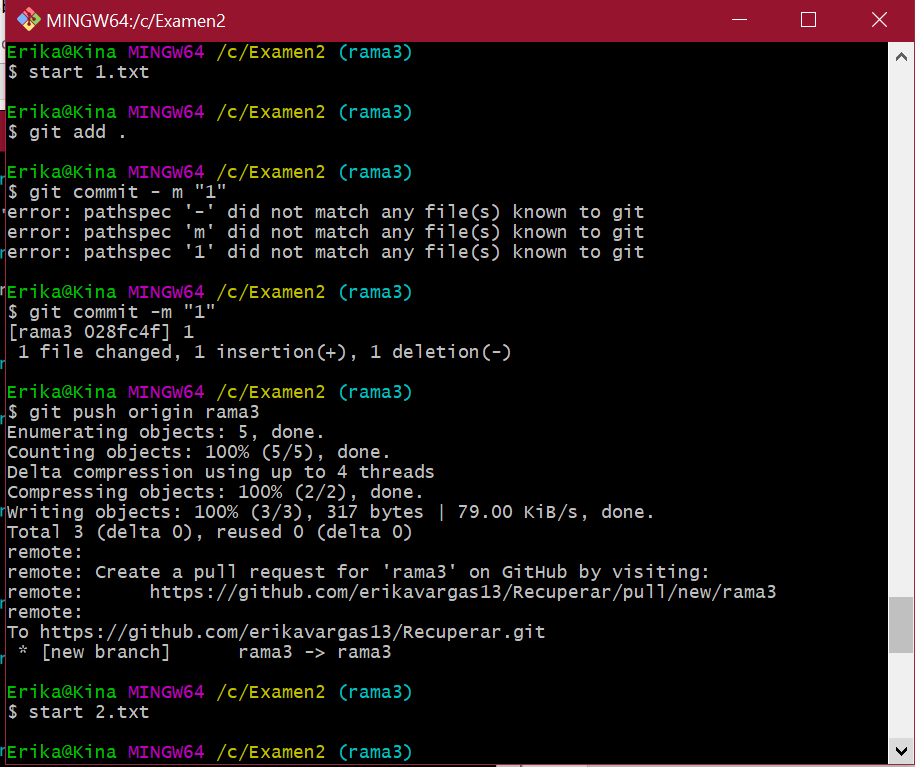 MINGW64:/c/Examen2
Erika@Kina MINGW64 /c/Examen2 (rama3)
$ start 1.txt
Erika@Kina MINGW64 /c/Examen2 (rama3)
$ git add .
Erika@Kina MINGW64 /c/Examen2 (rama3)
$ git commit - m "1"
error: pathspec '-' did not match any file(s) known to git
error: pathspec 'm' did not match any file(s) known to git
error: pathspec '1' did not match any file(s) known to git
Erika@Kina MINGW64 /c/Examen2 (rama3)
$ git commit -m "1"
[rama3 028fc4f] 1
 1 file changed, 1 insertion(+), 1 deletion(-)
Erika@Kina MINGW64 /c/Examen2 (rama3)
$ git push origin rama3
Enumerating objects: 5, done.
Counting objects: 100% (5/5), done.
Delta compression using up to 4 threads
Compressing objects: 100% (2/2), done.
Writing objects: 100% (3/3), 317 bytes | 79.00 KiB/s, done.
Total 3 (delta 0), reused 0 (delta 0)
remote:
remote: Create a pull request for 'rama3' on GitHub by visiting:
remote:      https://github.com/erikavargas13/Recuperar/pull/new/rama3
remote:
To https://github.com/erikavargas13/Recuperar.git
 * [new branch]      rama3 -> rama3
Erika@Kina MINGW64 /c/Examen2 (rama3)
$ start 2.txt
Erika@Kina MINGW64 /c/Examen2 (rama3)